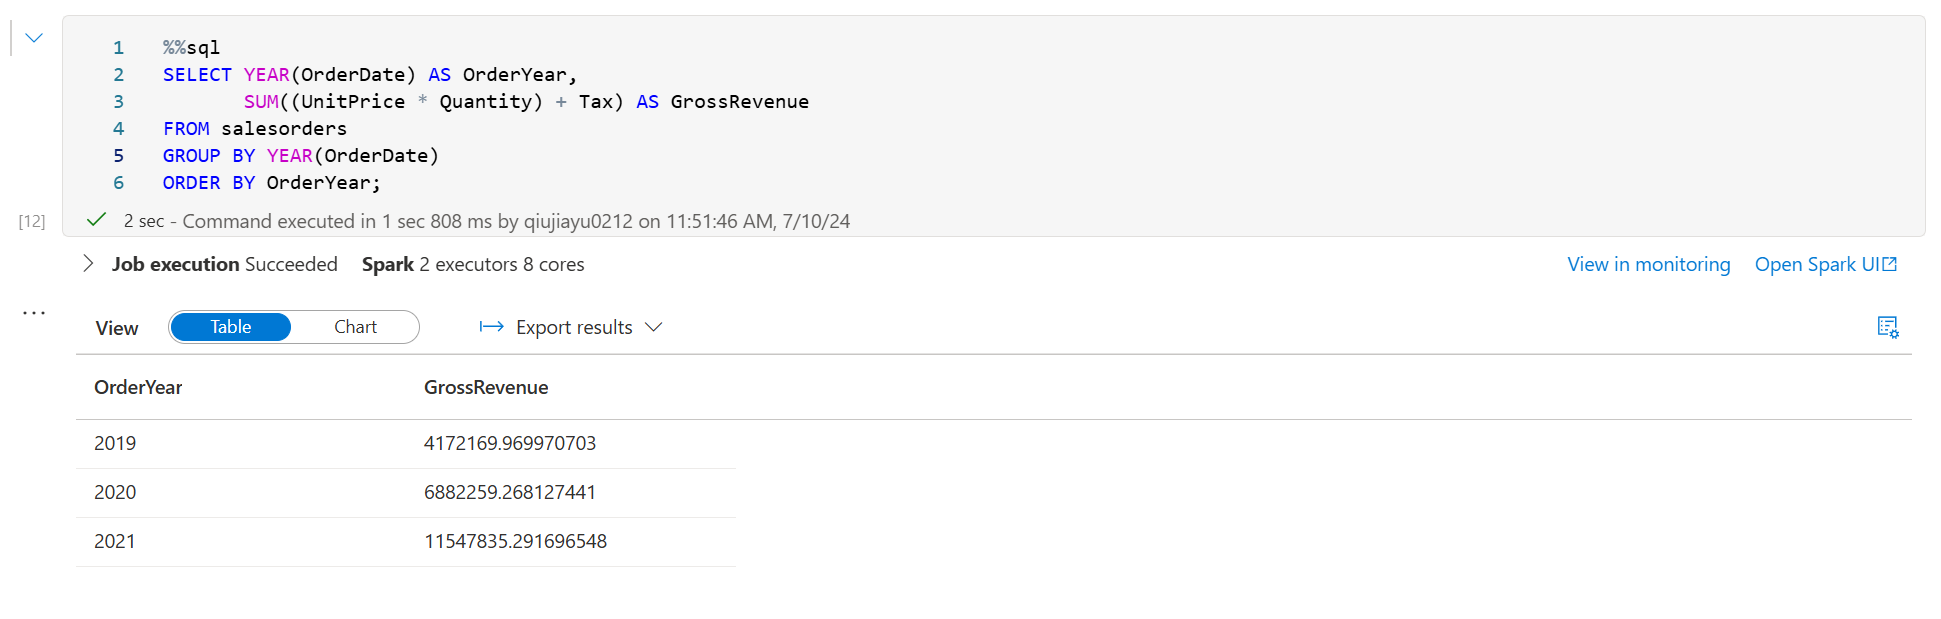 1 %%sql
2 SELECT YEAR(OrderDate) AS OrderYear,
3 SUM((UnitPrice * Quantity) + Tax) AS GrossRevenue
4 FROM salesorders
5 GROUP BY YEAR(OrderDate)
6 ORDER BY OrderYear;
[12] 2 sec - Command executed in 1 sec 808 ms by qiujiayu0212 on 11:51:46 AM, 7/10/24
Job execution Succeeded Spark 2 executors 8 cores View in monitoring Open Spark UI
View Table Chart Export results
OrderYear GrossRevenue
2019 4172169.969970703
2020 6882259.268127441
2021 11547835.291696548